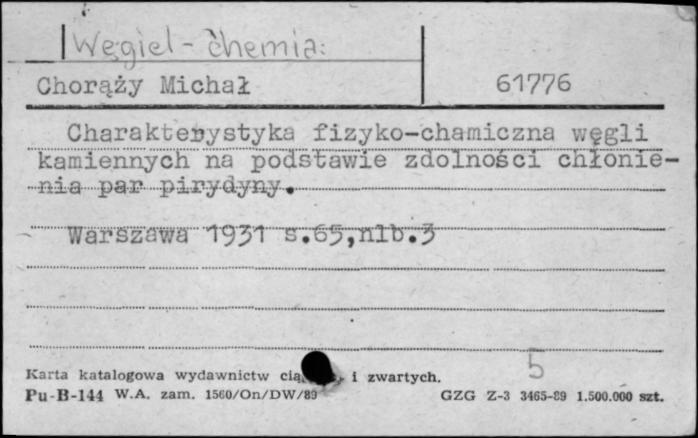 Węgiel - chemia:
Chorąży Michał 61776
Charakterystyka fizyko-chamiczna węgli
kamiennych na podstawie zdolności chłonie-
nia par pirydyny.
Warszawa 1931 s.65,nlb.3
5
Karta katalogowa wydawnictw i zwartych.
Pu-B-144 W.A. zam. 1560/On/DW/89 GZG Z-3 3465-89 1.500.000 szt.